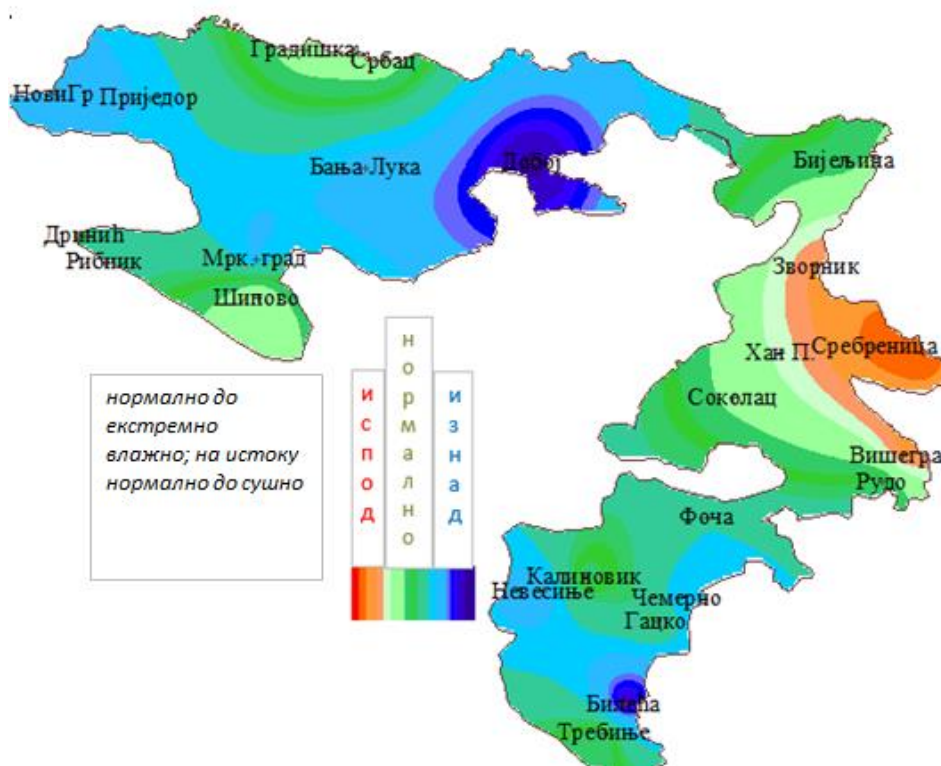 Градишка
Србац
НовиГр Приједор
Бања Лука
Добој
Бијељина
Дринић
Рибник
Мрк. град
Зворник
Шипово
Хан П.
Сребреница
Соколац
нормално до
екстремно
влажно; на истоку
нормално до сушно
испод
нормално
изнад
Вишегра
Рудо
Фоча
Калиновик
Невесиње
Чемерно
Гацко
Билећа
Требиње